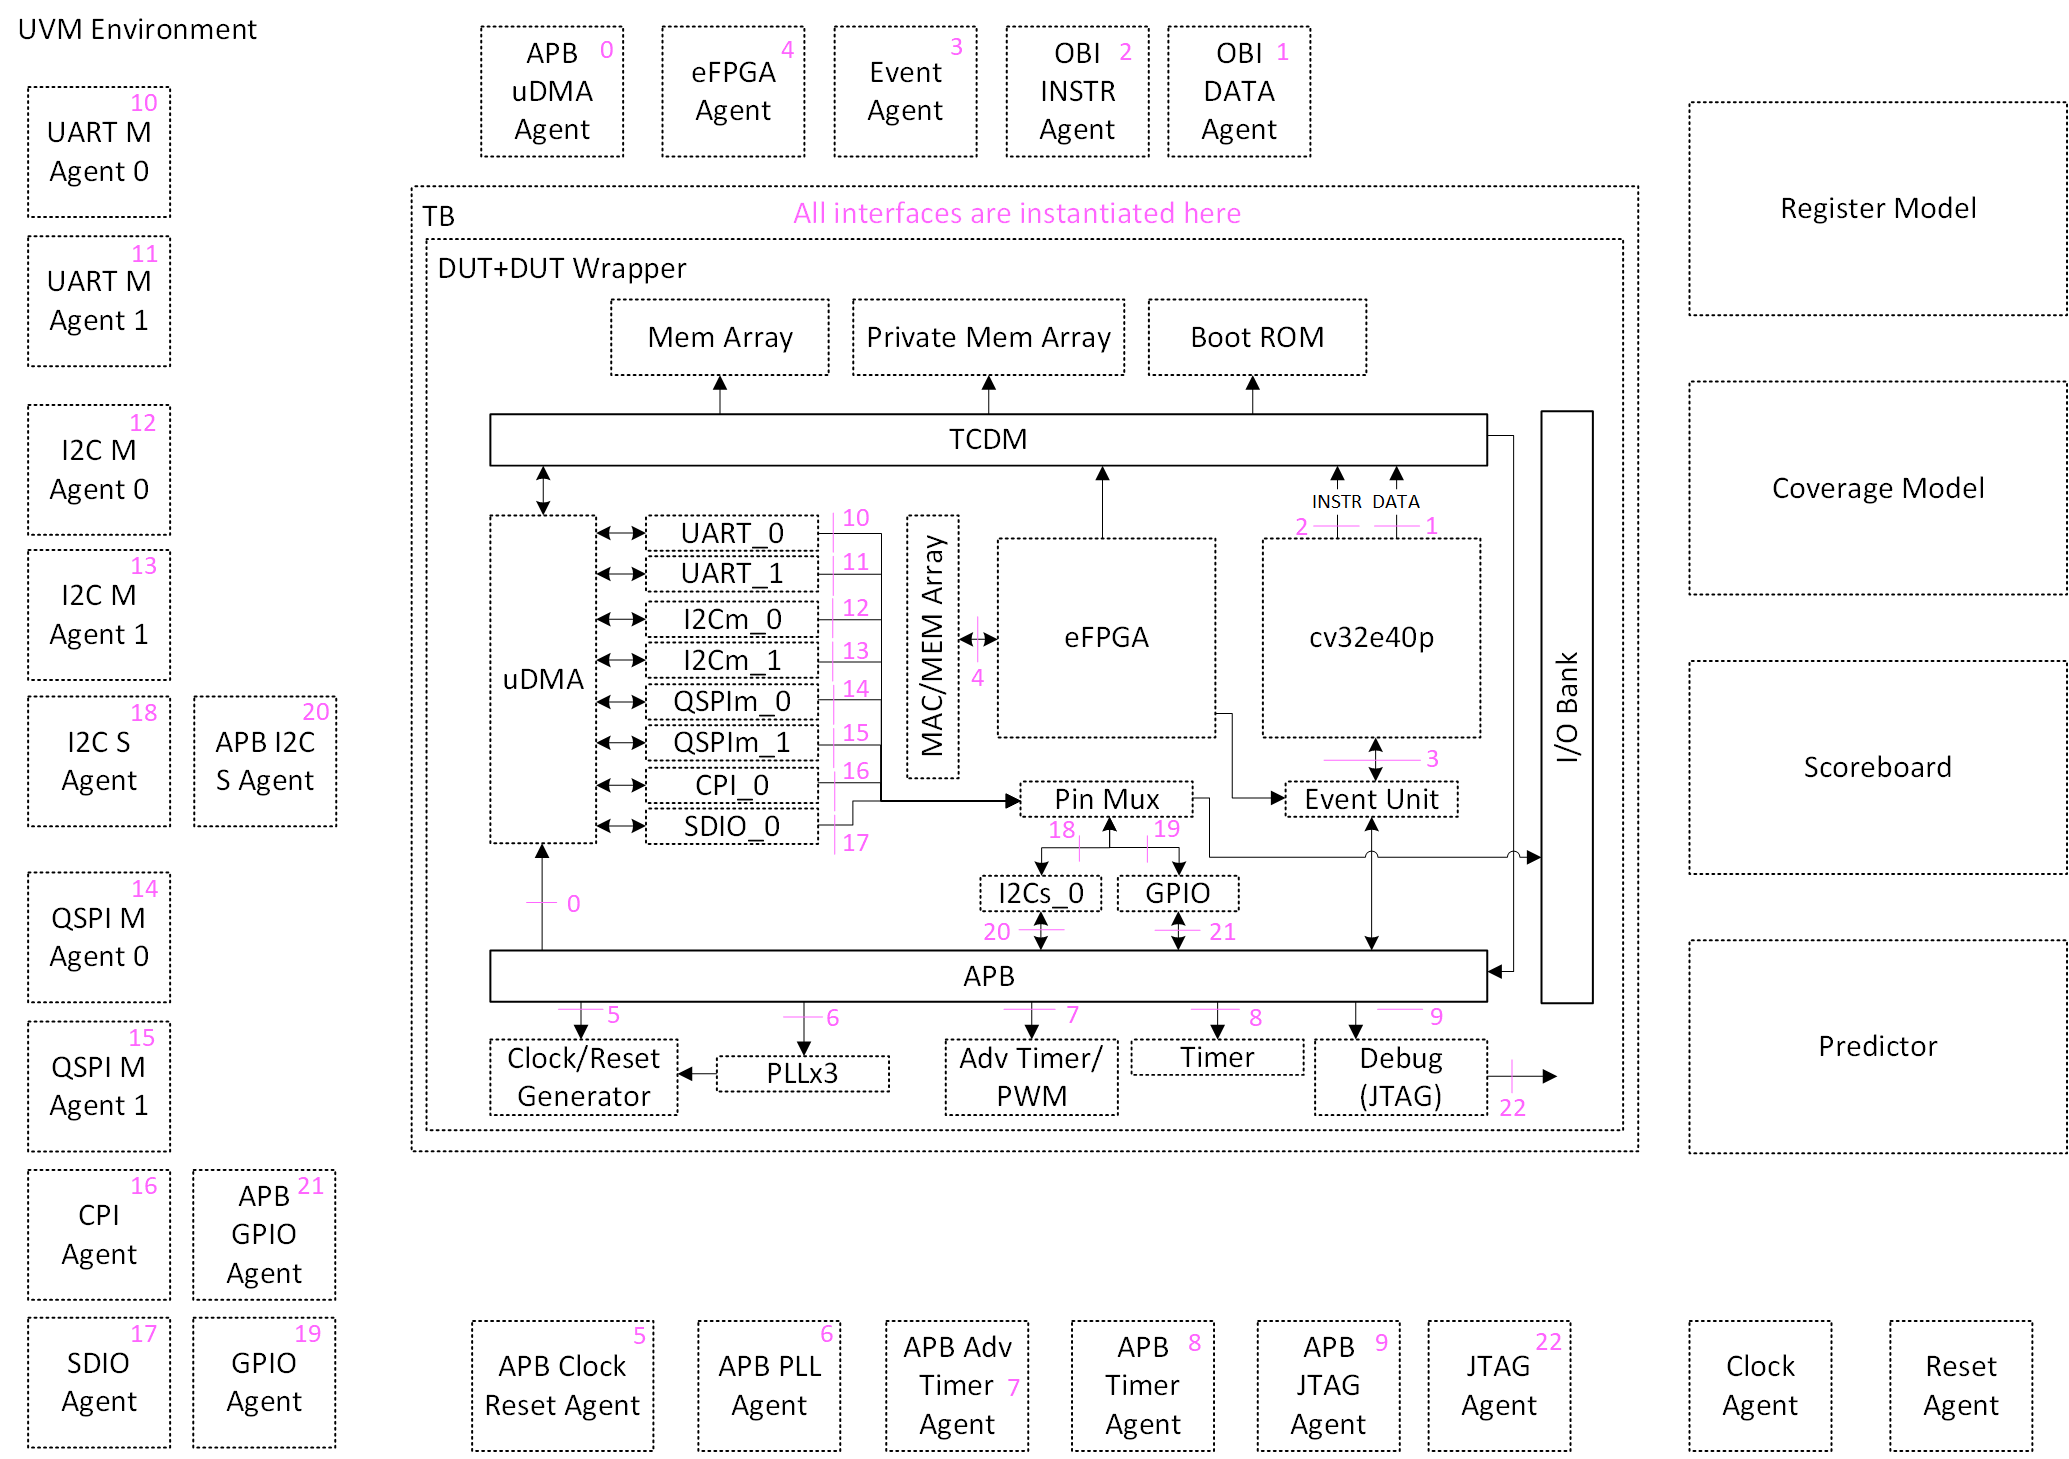 UVM Environment
APB 0
uDMA
Agent
4
eFPGA
Agent
3
Event
Agent
OBI 2
INSTR
Agent
OBI 1
DATA
Agent
10
UART M
Agent 0
11
UART M
Agent 1
12
I2C M
Agent 0
13
I2C M
Agent 1
18
I2C S
Agent
20
APB I2C
S Agent
14
QSPI M
Agent 0
15
QSPI M
Agent 1
16
CPI
Agent
21
APB
GPIO
Agent
17
SDIO
Agent
19
GPIO
Agent
TB
All interfaces are instantiated here
DUT+DUT Wrapper
Mem Array
Private Mem Array
Boot ROM
TCDM
INSTR
DATA
2
1
uDMA
UART_0
10
UART_1
11
I2Cm_0
12
I2Cm_1
13
QSPIm_0
14
QSPIm_1
15
CPI_0
16
SDIO_0
17
MAC/MEM Array
4
eFPGA
cv32e40p
3
I/O Bank
Pin Mux
Event Unit
18
19
I2Cs_0
GPIO
0
20
21
APB
5
6
7
8
9
Clock/Reset
Generator
PLLx3
Adv Timer/
PWM
Timer
Debug
(JTAG)
22
5
APB Clock
Reset Agent
6
APB PLL
Agent
APB Adv
Timer 7
Agent
APB 8
Timer
Agent
APB 9
JTAG
Agent
22
JTAG
Agent
Register Model
Coverage Model
Scoreboard
Predictor
Clock
Agent
Reset
Agent